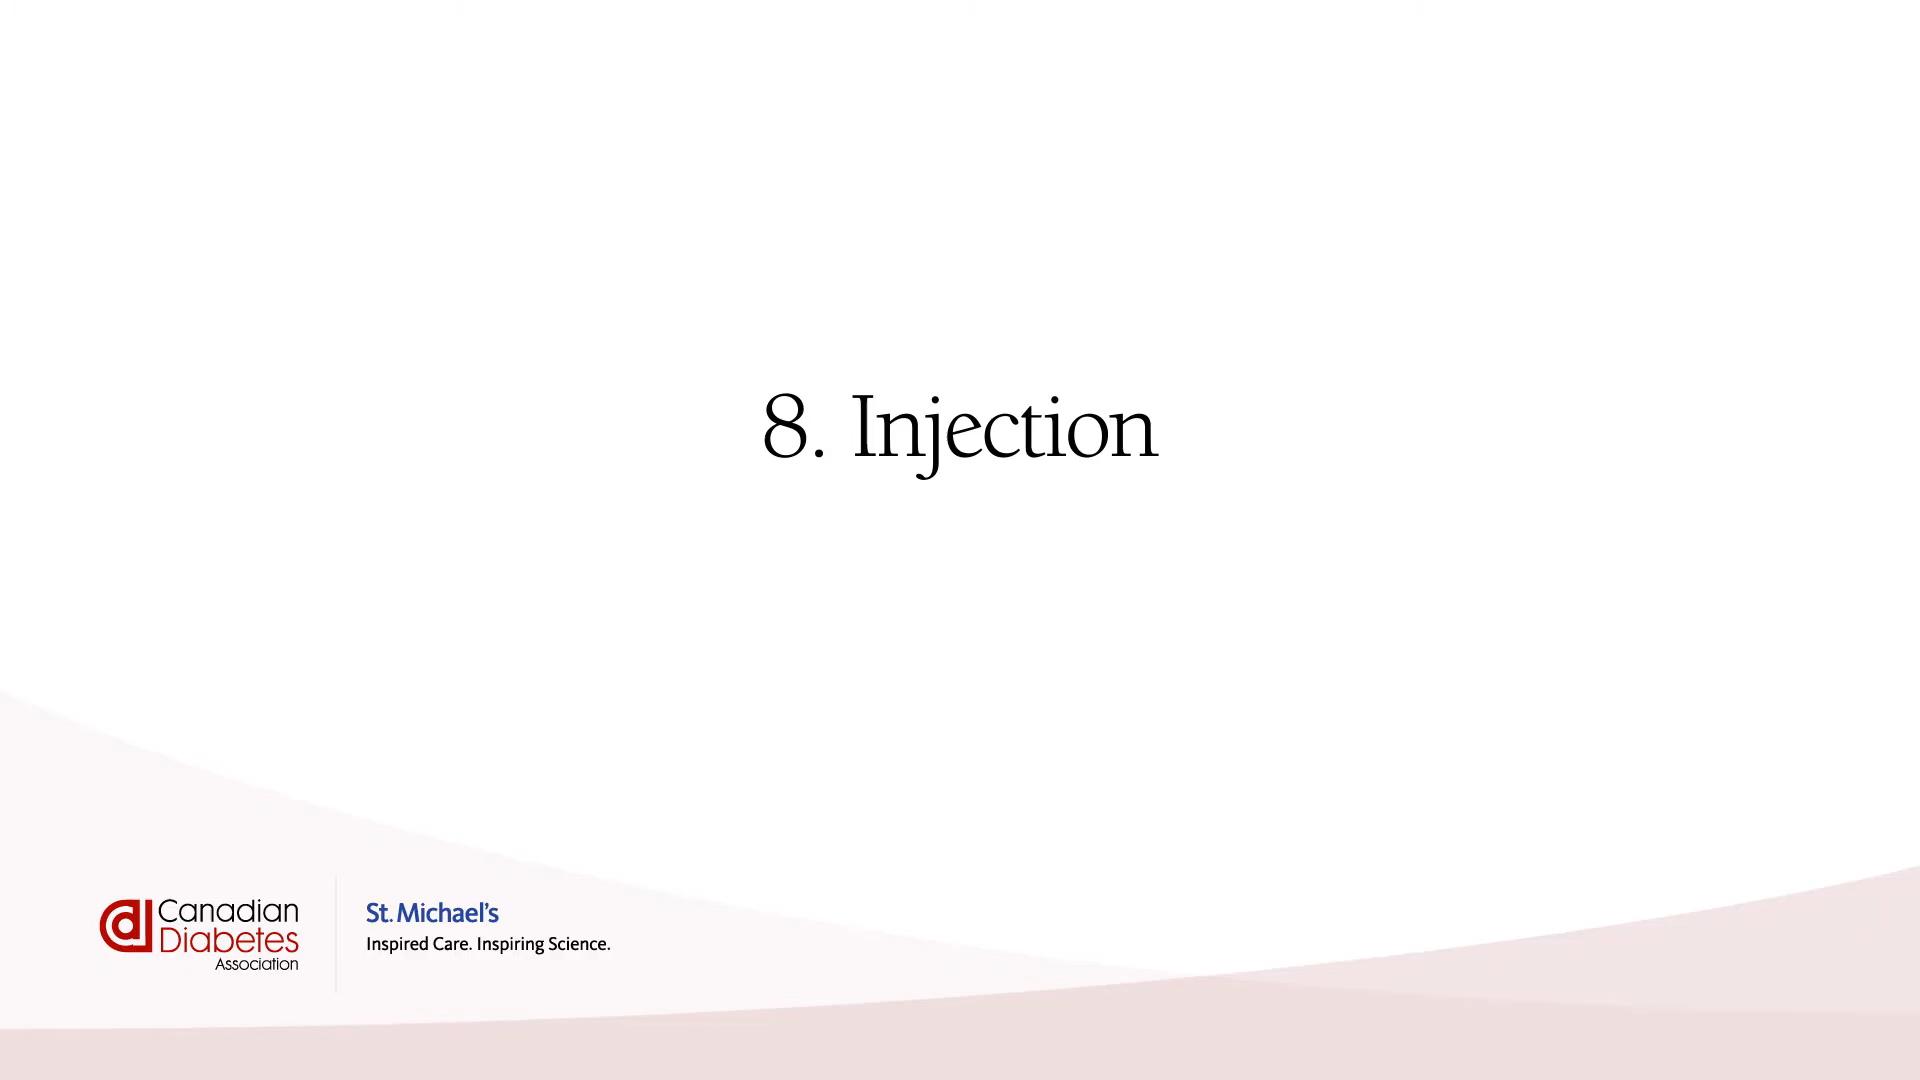 8. Injection
Canadian
Diabetes
Association
St. Michael's
Inspired Care. Inspiring Science.